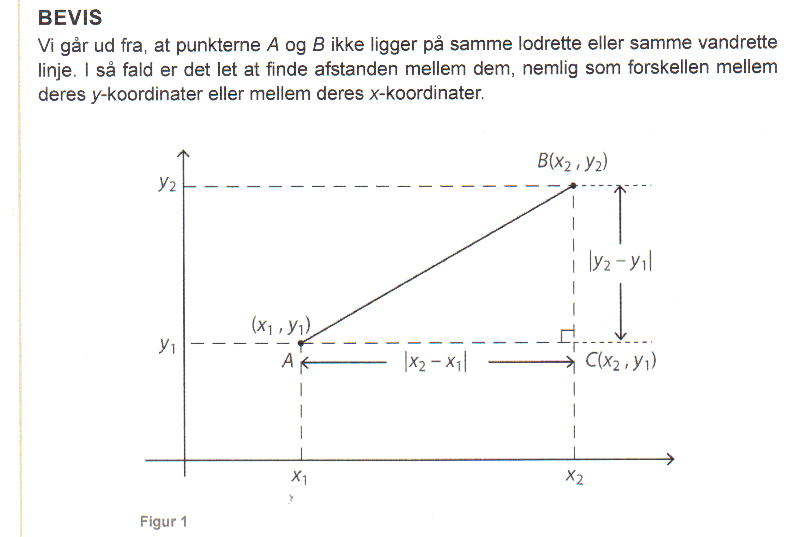 BEVIS
Vi går ud fra, at punkterne A og B ikke ligger på samme lodrette eller samme vandrette
linje. I så fald er det let at finde afstanden mellem dem, nemlig som forskellen mellem
deres y-koordinater eller mellem deres x-koordinater.
B(x₂, y₂)
y₂
|y₂ – y₁|
(x₁, y₁)
y₁
A
|x₂ – x₁|
C(x₂, y₁)
x₁
x₂
Figur 1